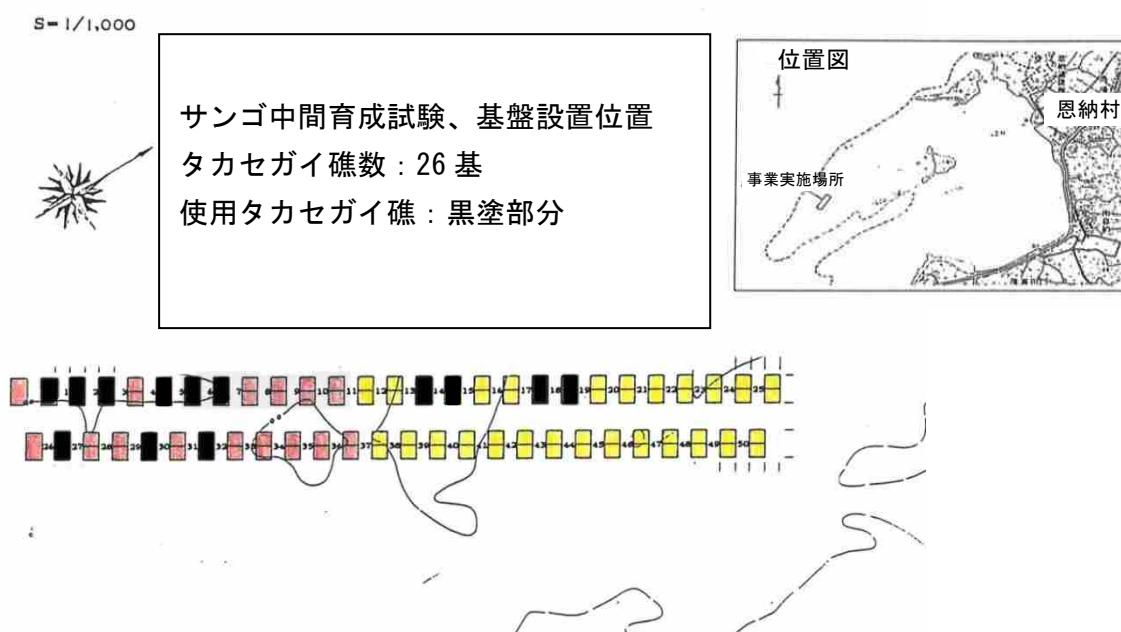 S=1/1,000
サンゴ中間育成試験、基盤設置位置
タカセガイ礁数：26 基
使用タカセガイ礁：黒塗部分
位置図
恩納村
事業実施場所
1 2 3 4 5 6 7 8 9 10 11 12 13 14 15 16 17 18 19 20 21 22 23 24 25
26 27 28 29 30 31 32 33 34 35 36 37 38 39 40 41 42 43 44 45 46 47 48 49 50